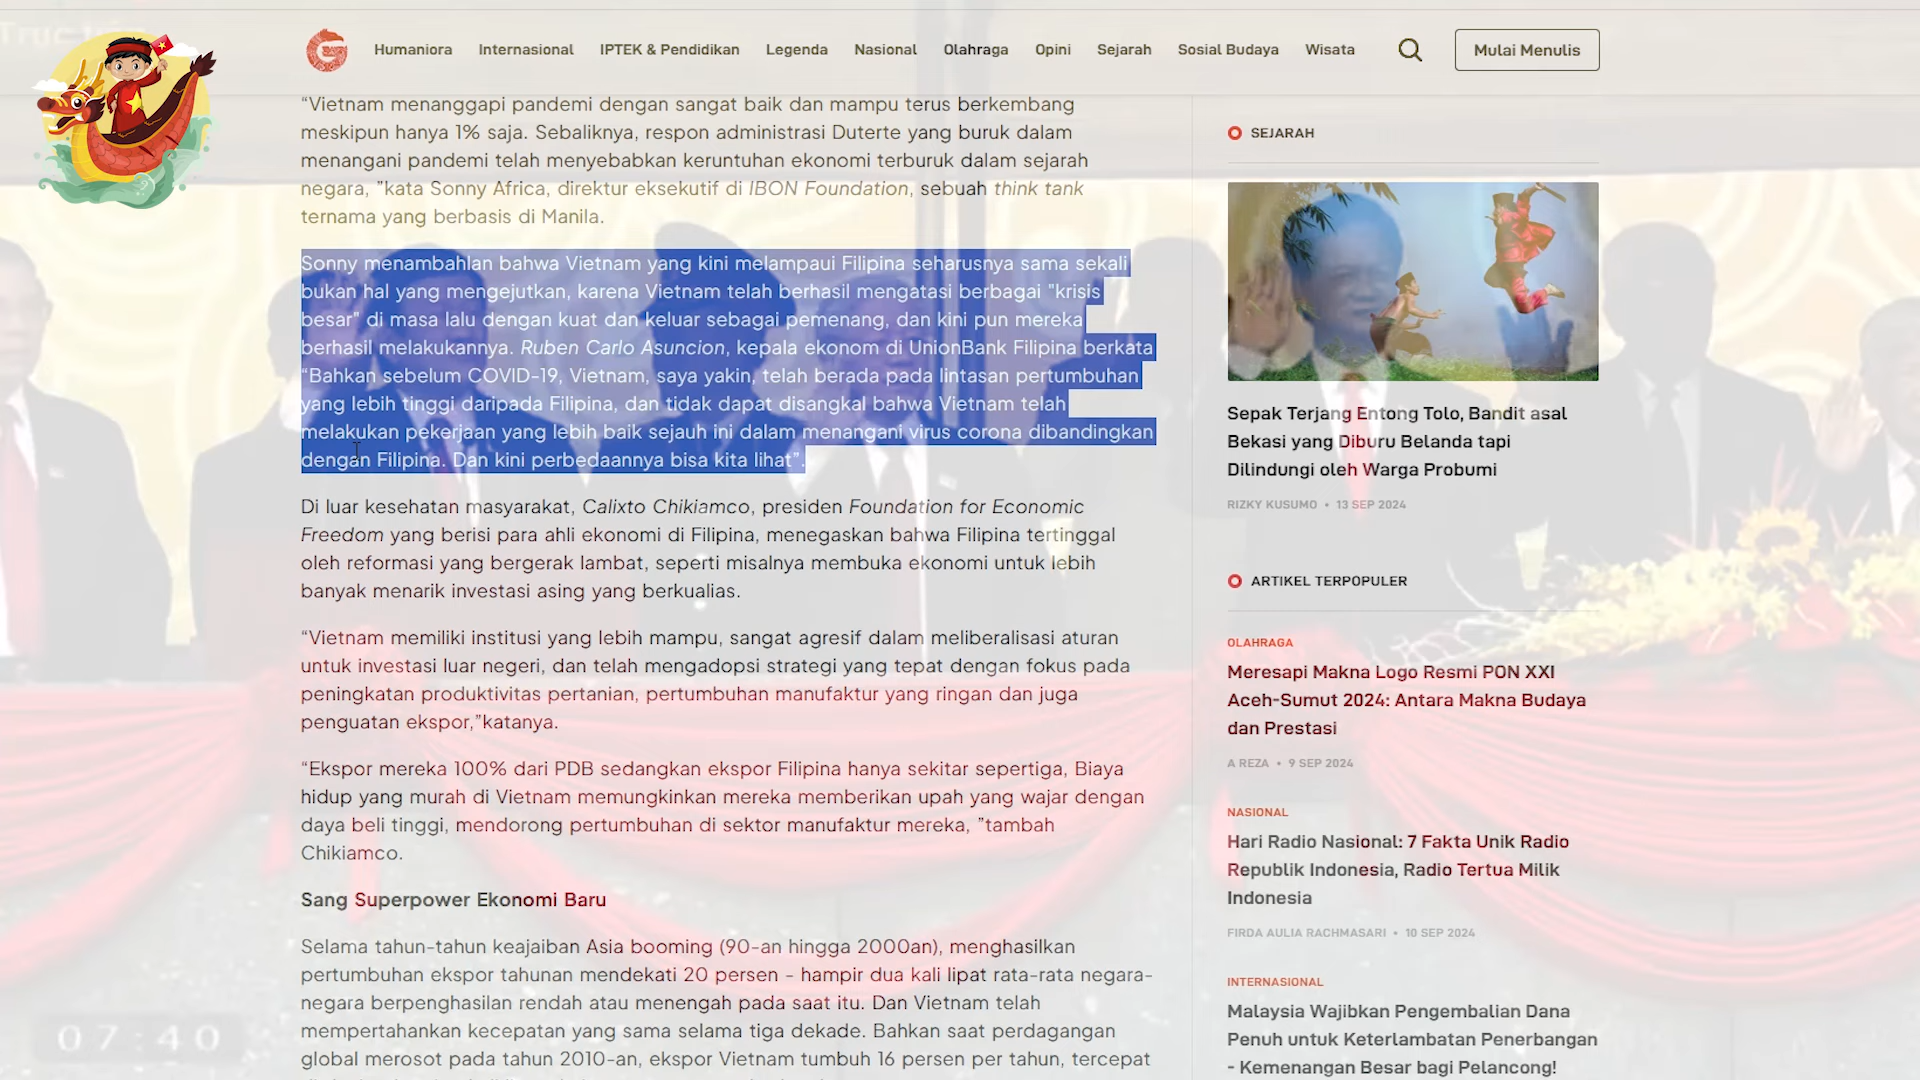 Truc
Humaniora Internasional IPTEK & Pendidikan Legenda Nasional Olahraga Opini Sejarah Sosial Budaya Wisata Mulai Menulis
“Vietnam menanggapi pandemi dengan sangat baik dan mampu terus berkembang
meskipun hanya 1% saja. Sebaliknya, respon administrasi Duterte yang buruk dalam
menangani pandemi telah menyebabkan keruntuhan ekonomi terburuk dalam sejarah
negara, ”kata Sonny Africa, direktur eksekutif di IBON Foundation, sebuah think tank
ternama yang berbasis di Manila.
Sonny menambahlan bahwa Vietnam yang kini melampaui Filipina seharusnya sama sekali
bukan hal yang mengejutkan, karena Vietnam telah berhasil mengatasi berbagai "krisis
besar" di masa lalu dengan kuat dan keluar sebagai pemenang, dan kini pun mereka
berhasil melakukannya. Ruben Carlo Asuncion, kepala ekonom di UnionBank Filipina berkata
“Bahkan sebelum COVID-19, Vietnam, saya yakin, telah berada pada lintasan pertumbuhan
yang lebih tinggi daripada Filipina, dan tidak dapat disangkal bahwa Vietnam telah
melakukan pekerjaan yang lebih baik sejauh ini dalam menangani virus corona dibandingkan
dengan Filipina. Dan kini perbedaannya bisa kita lihat”.
Di luar kesehatan masyarakat, Calixto Chikiamco, presiden Foundation for Economic
Freedom yang berisi para ahli ekonomi di Filipina, menegaskan bahwa Filipina tertinggal
oleh reformasi yang bergerak lambat, seperti misalnya membuka ekonomi untuk lebih
banyak menarik investasi asing yang berkualias.
“Vietnam memiliki institusi yang lebih mampu, sangat agresif dalam meliberalisasi aturan
untuk investasi luar negeri, dan telah mengadopsi strategi yang tepat dengan fokus pada
peningkatan produktivitas pertanian, pertumbuhan manufaktur yang ringan dan juga
penguatan ekspor,”katanya.
“Ekspor mereka 100% dari PDB sedangkan ekspor Filipina hanya sekitar sepertiga, Biaya
hidup yang murah di Vietnam memungkinkan mereka memberikan upah yang wajar dengan
daya beli tinggi, mendorong pertumbuhan di sektor manufaktur mereka, ”tambah
Chikiamco.
Sang Superpower Ekonomi Baru
Selama tahun-tahun keajaiban Asia booming (90-an hingga 2000an), menghasilkan
pertumbuhan ekspor tahunan mendekati 20 persen - hampir dua kali lipat rata-rata negara-
negara berpenghasilan rendah atau menengah pada saat itu. Dan Vietnam telah
mempertahankan kecepatan yang sama selama tiga dekade. Bahkan saat perdagangan
global merosot pada tahun 2010-an, ekspor Vietnam tumbuh 16 persen per tahun, tercepat
07:40
SEJARAH
Sepak Terjang Entong Tolo, Bandit asal
Bekasi yang Diburu Belanda tapi
Dilindungi oleh Warga Probumi
RIZKY KUSUMO • 13 SEP 2024
ARTIKEL TERPOPULER
OLAHRAGA
Meresapi Makna Logo Resmi PON XXI
Aceh-Sumut 2024: Antara Makna Budaya
dan Prestasi
A REZA • 9 SEP 2024
NASIONAL
Hari Radio Nasional: 7 Fakta Unik Radio
Republik Indonesia, Radio Tertua Milik
Indonesia
FIRDA AULIA RACHMASARI • 10 SEP 2024
INTERNASIONAL
Malaysia Wajibkan Pengembalian Dana
Penuh untuk Keterlambatan Penerbangan
- Kemenangan Besar bagi Pelancong!